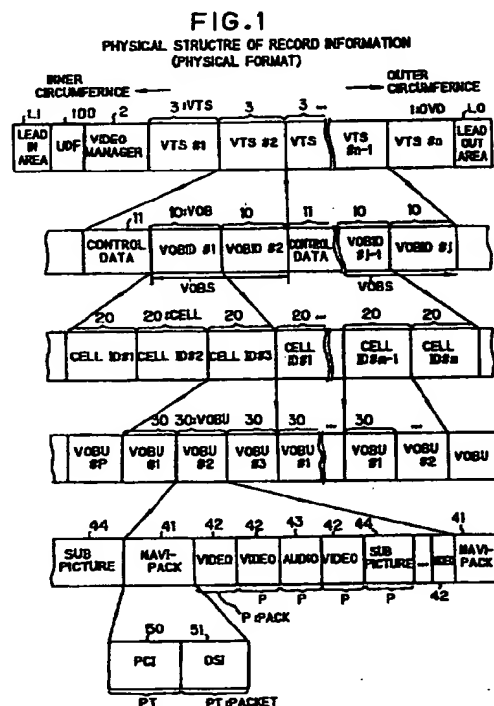 FIG.1
PHYSICAL STRUCTRE OF RECORD INFORMATION
(PHYSICAL FORMAT)
INNER CIRCUMFERNCE
OUTER CIRCUMFERNCE
L1 100 2 3:VTS 3 3 … 1:DVD LO
LEAD IN AREA UDF VIDEO MANAGER VTS #1 VTS #2 VTS VTS #n-1 VTS #n LEAD OUT AREA
11 10:VOB 10 11 10 10
CONTROL DATA VOBID #1 VOBID #2 CONTROL DATA VOBID #j-1 VOBID #j
VOBS VOBS
20 20:CELL 20 20 … 20 20
CELL ID#1 CELL ID#2 CELL ID#3 CELL ID#1 CELL ID#m-1 CELL ID#m
30 30:VOBU 30 30 … 30 …
VOBU #P VOBU #1 VOBU #2 VOBU #3 VOBU #1 VOBU #1 VOBU #2 VOBU
44 41 42 42 43 42 44 41
SUB PICTURE NAVI-PACK VIDEO VIDEO AUDIO VIDEO SUB PICTURE … VIDEO NAVI-PACK
P P P P 42
P:PACK
50 51
PCI DSI
PT PT:PACKET